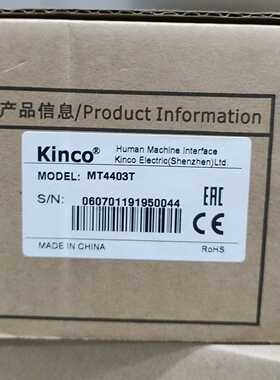 产品信息/Product Information
Kinco® Human Machine Interface
Kinco Electric(Shenzhen)Ltd.
MODEL: MT4403T
S/N: 060701191950044
EAC
CE
MADE IN CHINA
RoHS